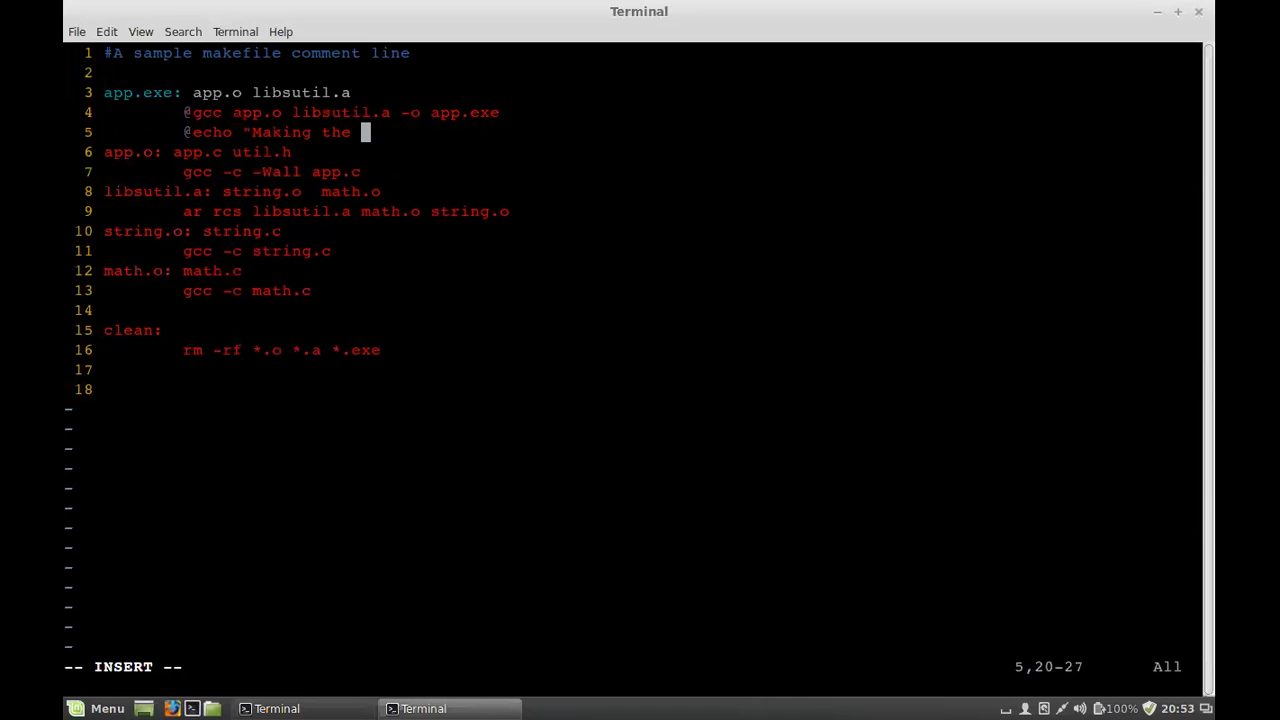 Terminal
File Edit View Search Terminal Help
1 #A sample makefile comment line
2
3 app.exe: app.o libsutil.a
4 @gcc app.o libsutil.a -o app.exe
5 @echo "Making the
6 app.o: app.c util.h
7 gcc -c -Wall app.c
8 libsutil.a: string.o  math.o
9 ar rcs libsutil.a math.o string.o
10 string.o: string.c
11 gcc -c string.c
12 math.o: math.c
13 gcc -c math.c
14
15 clean:
16 rm -rf *.o *.a *.exe
17
18
~
~
~
~
~
~
~
~
~
~
~
~
~
-- INSERT -- 5,20-27 All
Menu Terminal Terminal 100% 20:53